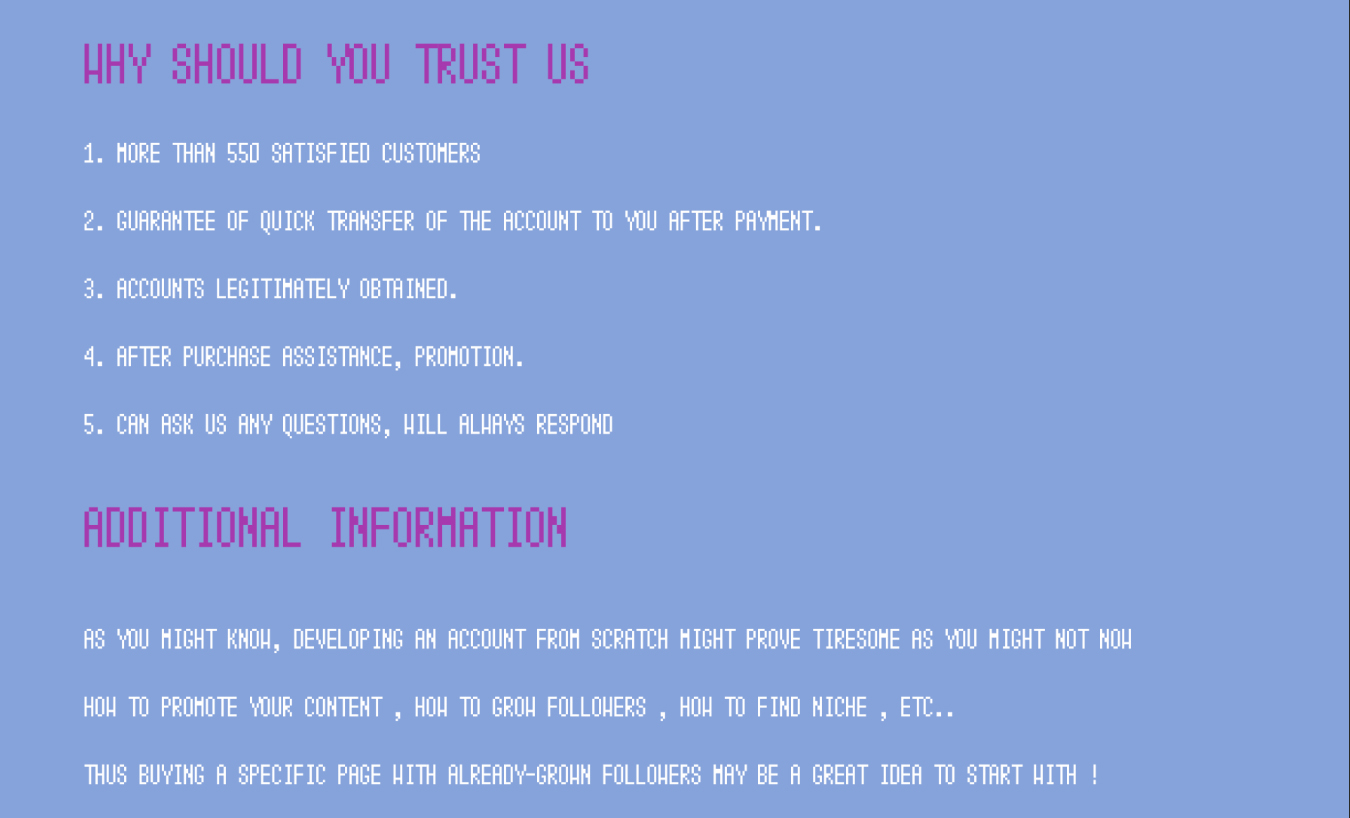 WHY SHOULD YOU TRUST US
1. MORE THAN 550 SATISFIED CUSTOMERS
2. GUARANTEE OF QUICK TRANSFER OF THE ACCOUNT TO YOU AFTER PAYMENT.
3. ACCOUNTS LEGITIMATELY OBTAINED.
4. AFTER PURCHASE ASSISTANCE, PROMOTION.
5. CAN ASK US ANY QUESTIONS, WILL ALWAYS RESPOND
ADDITIONAL INFORMATION
AS YOU MIGHT KNOW, DEVELOPING AN ACCOUNT FROM SCRATCH MIGHT PROVE TIRESOME AS YOU MIGHT NOT NOW
HOW TO PROMOTE YOUR CONTENT , HOW TO GROW FOLLOWERS , HOW TO FIND NICHE , ETC..
THUS BUYING A SPECIFIC PAGE WITH ALREADY-GROWN FOLLOWERS MAY BE A GREAT IDEA TO START WITH !